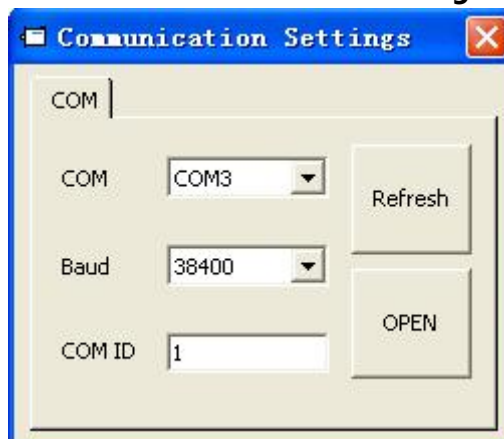 Communication Settings
COM
COM COM3
Refresh
Baud 38400
OPEN
COM ID 1